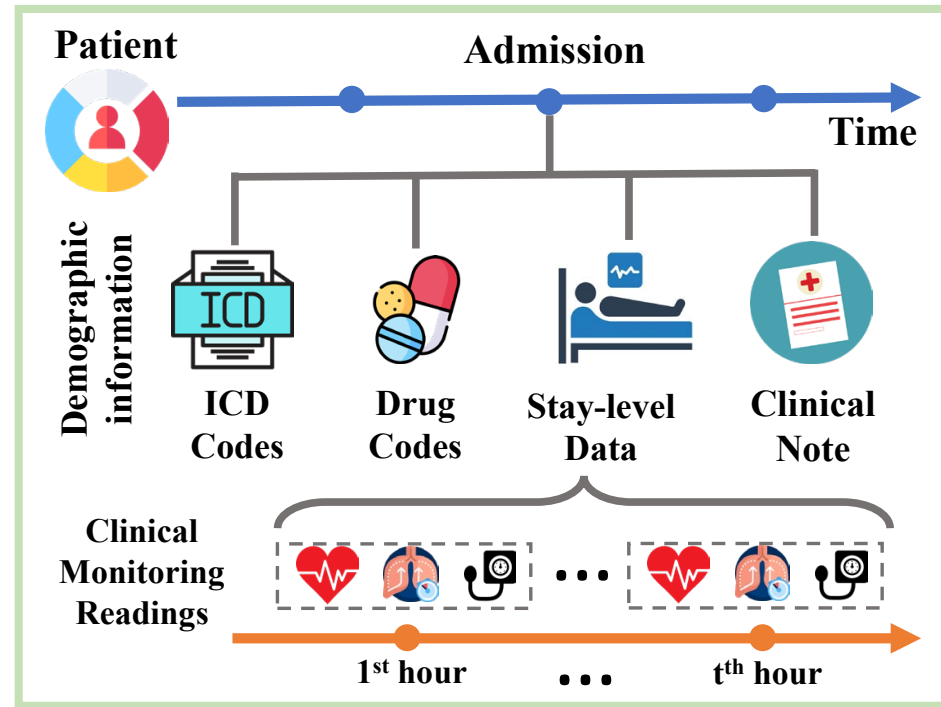 Patient
Admission
Time
Demographic
information
ICD
ICD
Codes
Drug
Codes
Stay-level
Data
Clinical
Note
Clinical
Monitoring
Readings
...
1st hour
...
tth hour